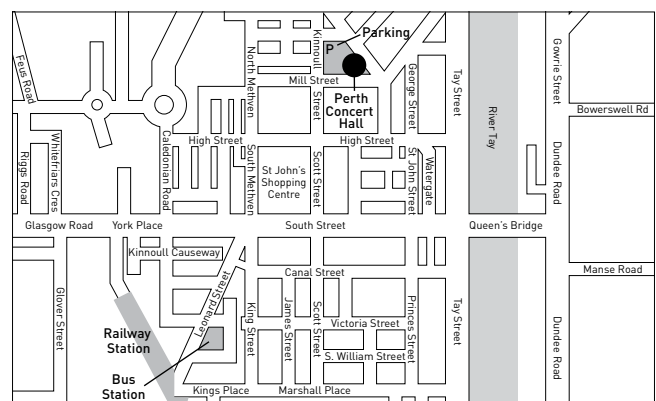 Parking
P
Kinnoull
Street
Feus Road
North Methven
Mill Street
George Street
Tay Street
Gowrie Street
Perth
Concert
Hall
River Tay
Bowerswell Rd
Whitefriars Cres
Riggs Road
Caledonian Road
High Street
High Street
South Methven
St John's
Shopping
Centre
Scott Street
St John Street
Watergate
Dundee Road
Glasgow Road
York Place
South Street
Queen's Bridge
Kinnoull Causeway
Canal Street
Manse Road
Glover Street
Leonard Street
King Street
James Street
Scott Street
Princes Street
Tay Street
Dundee Road
Victoria Street
S. William Street
Railway
Station
Bus
Station
Kings Place
Marshall Place